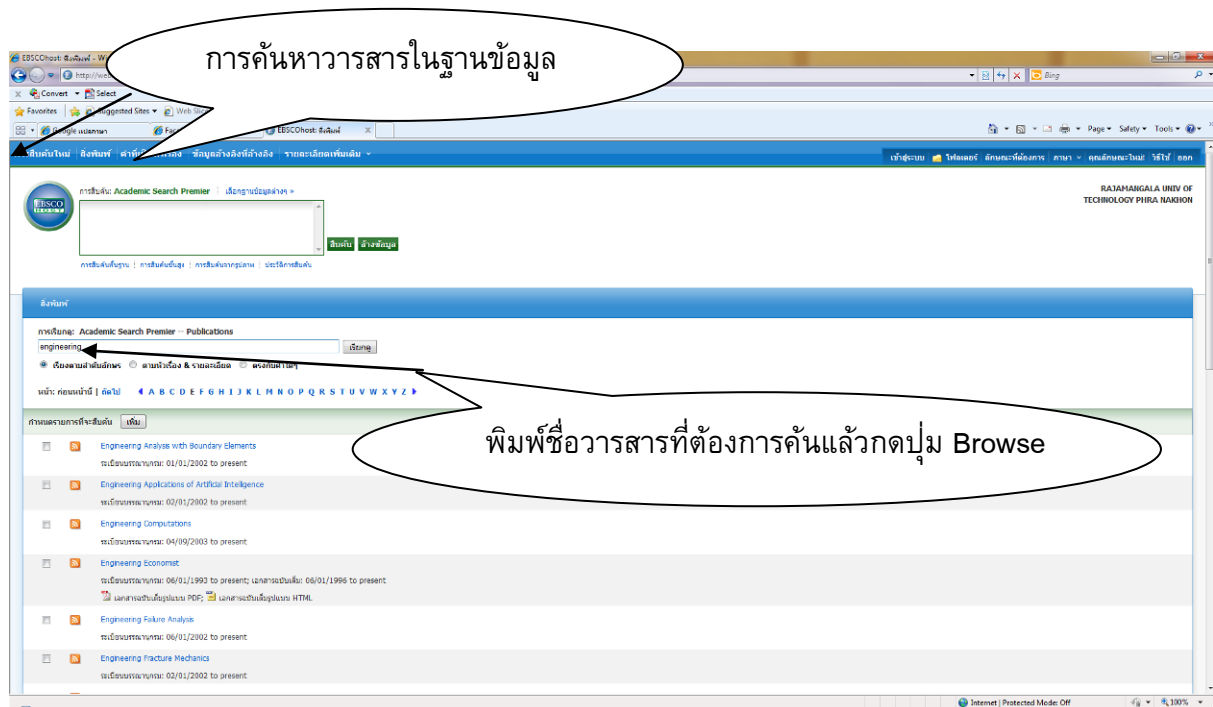 การค้นหาวารสารในฐานข้อมูล
EBSCOhost: สิ่งพิมพ์ - Wi
http://web
Bing
Convert Select
Favorites Suggested Sites Web Slice
Google แปลภาษา Fac EBSCOhost: สิ่งพิมพ์ x
Page Safety Tools
สืบค้นใหม่ สิ่งพิมพ์ ข้อมูลอ้างอิงที่อ้างอิง รายละเอียดเพิ่มเติม
เข้าสู่ระบบ โฟลเดอร์ ลักษณะที่ต้องการ ภาษา คุณลักษณะใหม่! วิธีใช้ ออก
การสืบค้น: Academic Search Premier เลือกฐานข้อมูลต่างๆ »
EBSCO
HOST
RAJAMANGALA UNIV OF
TECHNOLOGY PHRA NAKHON
สืบค้น ล้างข้อมูล
การสืบค้นพื้นฐาน การสืบค้นขั้นสูง การสืบค้นจากรูปภาพ ประวัติการสืบค้น
สิ่งพิมพ์
การเรียกดู: Academic Search Premier -- Publications
engineering เรียกดู
เรียงตามลำดับอักษร ตามหัวเรื่อง & รายละเอียด ตรงกับคำใดๆ
หน้า: ก่อนหน้านี้ | ถัดไป A B C D E F G H I J K L M N O P Q R S T U V W X Y Z
พิมพ์ชื่อวารสารที่ต้องการค้นแล้วกดปุ่ม Browse
กำหนดรายการที่จะสืบค้น เพิ่ม
Engineering Analysis with Boundary Elements
ระเบียนบรรณานุกรม: 01/01/2002 to present
Engineering Applications of Artificial Intelligence
ระเบียนบรรณานุกรม: 02/01/2002 to present
Engineering Computations
ระเบียนบรรณานุกรม: 04/09/2003 to present
Engineering Economist
ระเบียนบรรณานุกรม: 06/01/1993 to present; เอกสารฉบับเต็ม: 06/01/1996 to present
เอกสารฉบับเต็มรูปแบบ PDF; เอกสารฉบับเต็มรูปแบบ HTML
Engineering Failure Analysis
ระเบียนบรรณานุกรม: 06/01/2002 to present
Engineering Fracture Mechanics
ระเบียนบรรณานุกรม: 02/01/2002 to present
Internet | Protected Mode: Off 100%